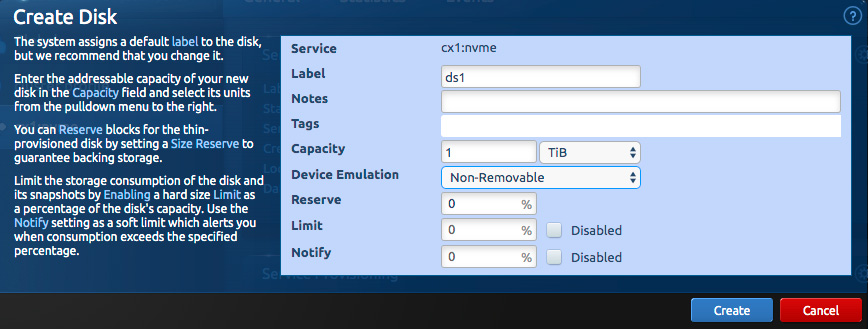 Create Disk
?
The system assigns a default label to the disk,
but we recommend that you change it.
Enter the addressable capacity of your new
disk in the Capacity field and select its units
from the pulldown menu to the right.
You can Reserve blocks for the thin-
provisioned disk by setting a Size Reserve to
guarantee backing storage.
Limit the storage consumption of the disk and
its snapshots by Enabling a hard size Limit as
a percentage of the disk's capacity. Use the
Notify setting as a soft limit which alerts you
when consumption exceeds the specified
percentage.
Service cx1:nvme
Label ds1
Notes
Tags
Capacity 1 TiB
Device Emulation Non-Removable
Reserve 0 %
Limit 0 % Disabled
Notify 0 % Disabled
Service Provisioning
Create Cancel